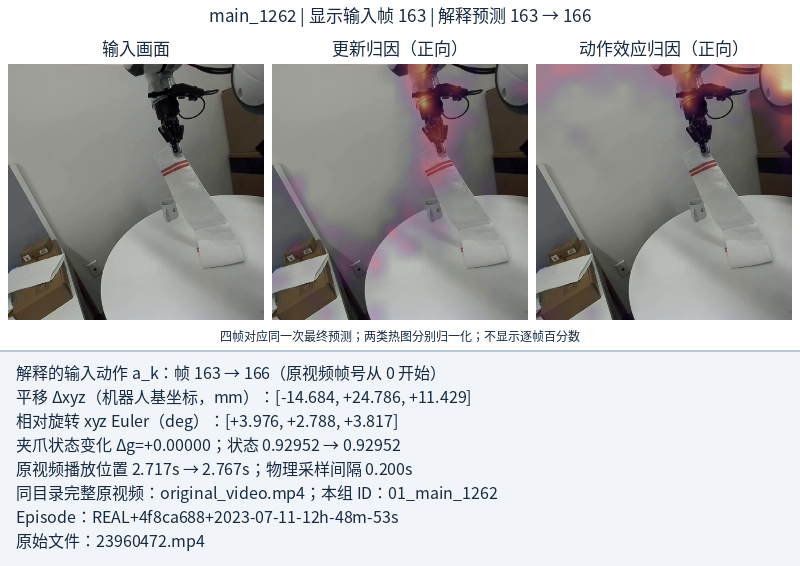 main_1262 | 显示输入帧 163 | 解释预测 163 → 166
输入画面
更新归因（正向）
动作效应归因（正向）
四帧对应同一次最终预测；两类热图分别归一化；不显示逐帧百分数
解释的输入动作 a_k：帧 163 → 166（原视频帧号从 0 开始）
平移 Δxyz（机器人基坐标，mm）：[-14.684, +24.786, +11.429]
相对旋转 xyz Euler（deg）：[+3.976, +2.788, +3.817]
夹爪状态变化 Δg=+0.00000；状态 0.92952 → 0.92952
原视频播放位置 2.717s → 2.767s；物理采样间隔 0.200s
同目录完整原视频：original_video.mp4；本组 ID：01_main_1262
Episode：REAL+4f8ca688+2023-07-11-12h-48m-53s
原始文件：23960472.mp4